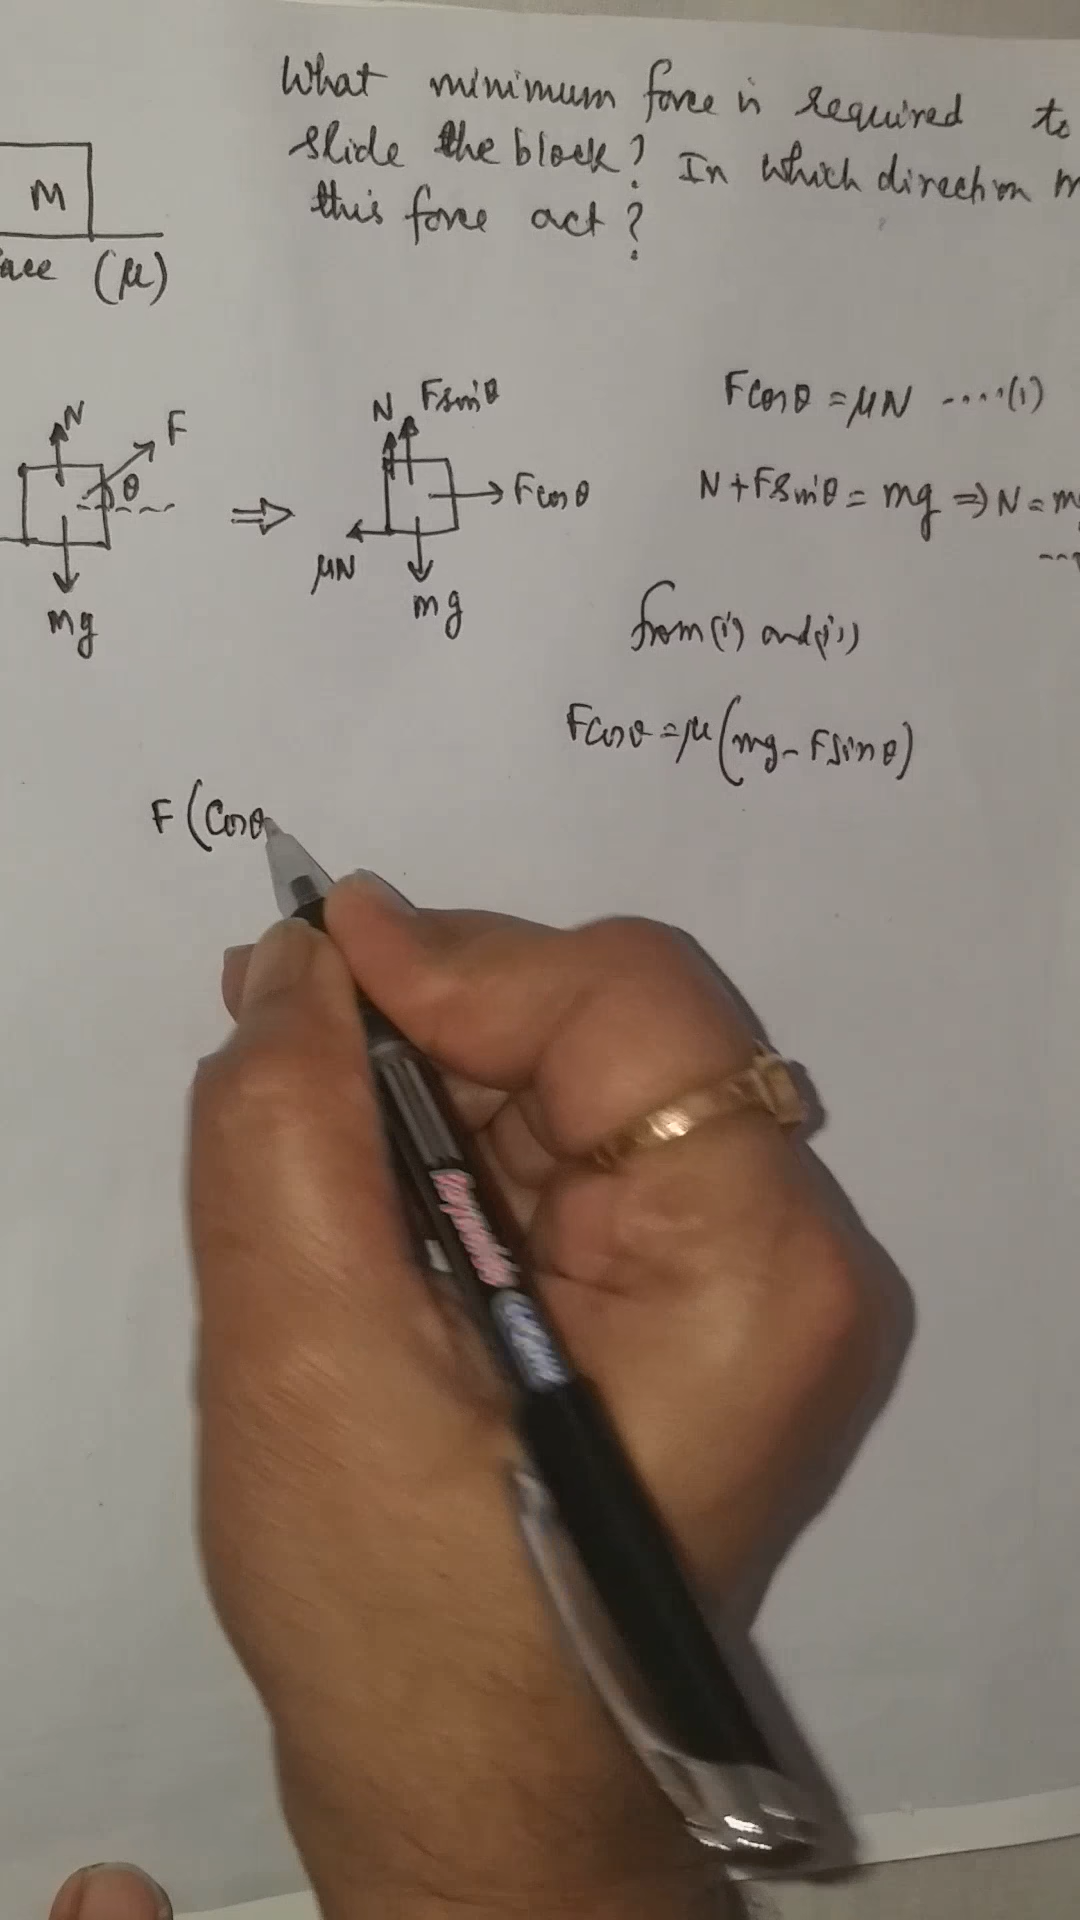 What minimum force is required to
slide the block? In which direction m
this force act?
M
ace (μ)
N
F
θ
mg
⇒
N Fsinθ
Fcosθ
μN
mg
Fcosθ = μN ....(1)
N + Fsinθ = mg ⇒ N = m
from (i) and (ii)
Fcosθ = μ(mg - Fsinθ)
F (Cosθ